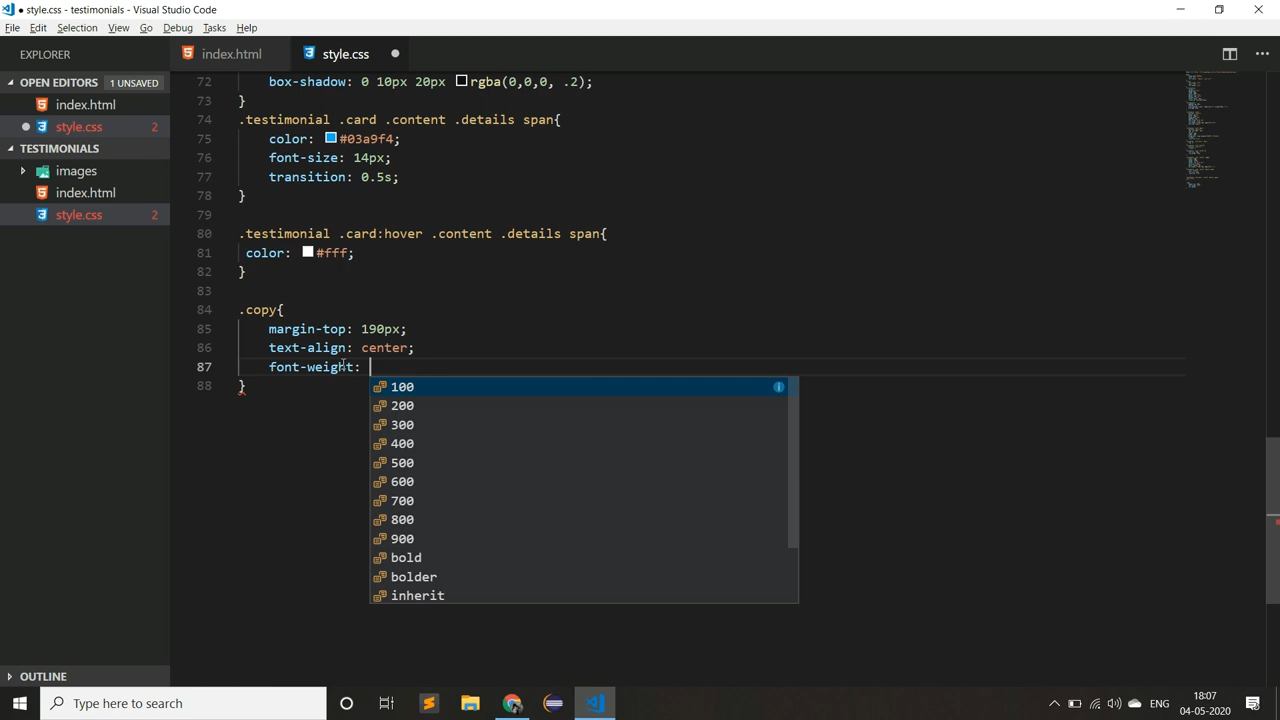 style.css - testimonials - Visual Studio Code
File Edit Selection View Go Debug Tasks Help
EXPLORER
index.html
style.css
OPEN EDITORS 1 UNSAVED
index.html
style.css 2
TESTIMONIALS
images
index.html
style.css 2
72 box-shadow: 0 10px 20px rgba(0,0,0, .2);
73 }
74 .testimonial .card .content .details span{
75 color: #03a9f4;
76 font-size: 14px;
77 transition: 0.5s;
78 }
79
80 .testimonial .card:hover .content .details span{
81 color: #fff;
82 }
83
84 .copy{
85 margin-top: 190px;
86 text-align: center;
87 font-weight:
88 }
100
200
300
400
500
600
700
800
900
bold
bolder
inherit
OUTLINE
Type here to search
ENG
18:07
04-05-2020